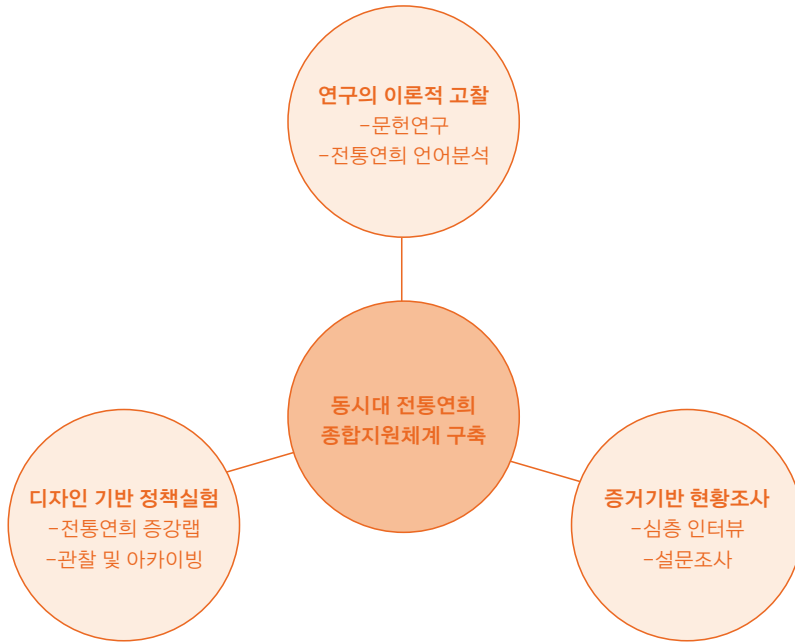 연구의 이론적 고찰
-문헌연구
-전통연희 언어분석
동시대 전통연희
종합지원체계 구축
디자인 기반 정책실험
-전통연희 증강랩
-관찰 및 아카이빙
증거기반 현황조사
-심층 인터뷰
-설문조사